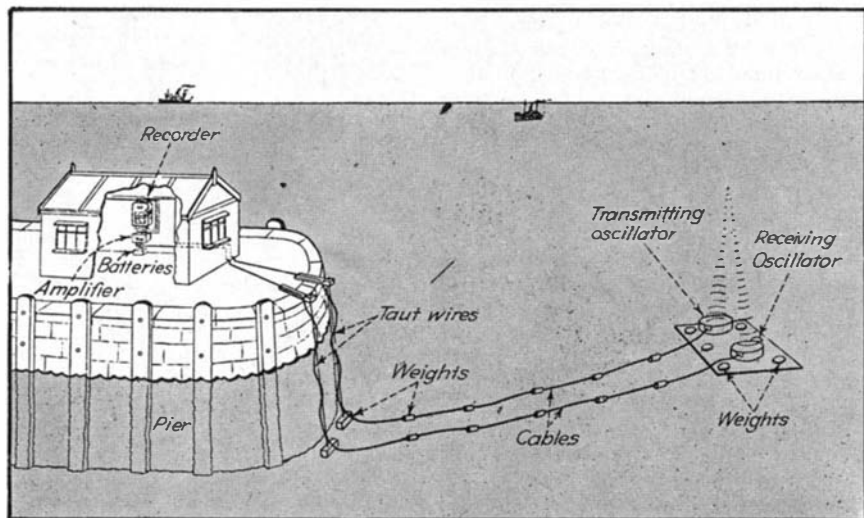 Recorder
Transmitting
oscillator
Receiving
Oscillator
Batteries
Amplifier
Taut wires
Weights
Weights
Pier
Cables